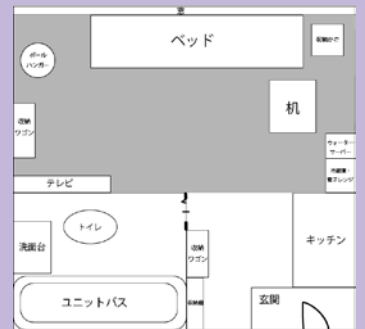 窓
ベッド
収納かご
ポール
ハンガー
机
収納
ワゴン
ウォーター
サーバー
冷蔵庫・
電子レンジ
テレビ
トイレ
洗面台
収納
ワゴン
キッチン
ユニットバス
収納棚
玄関